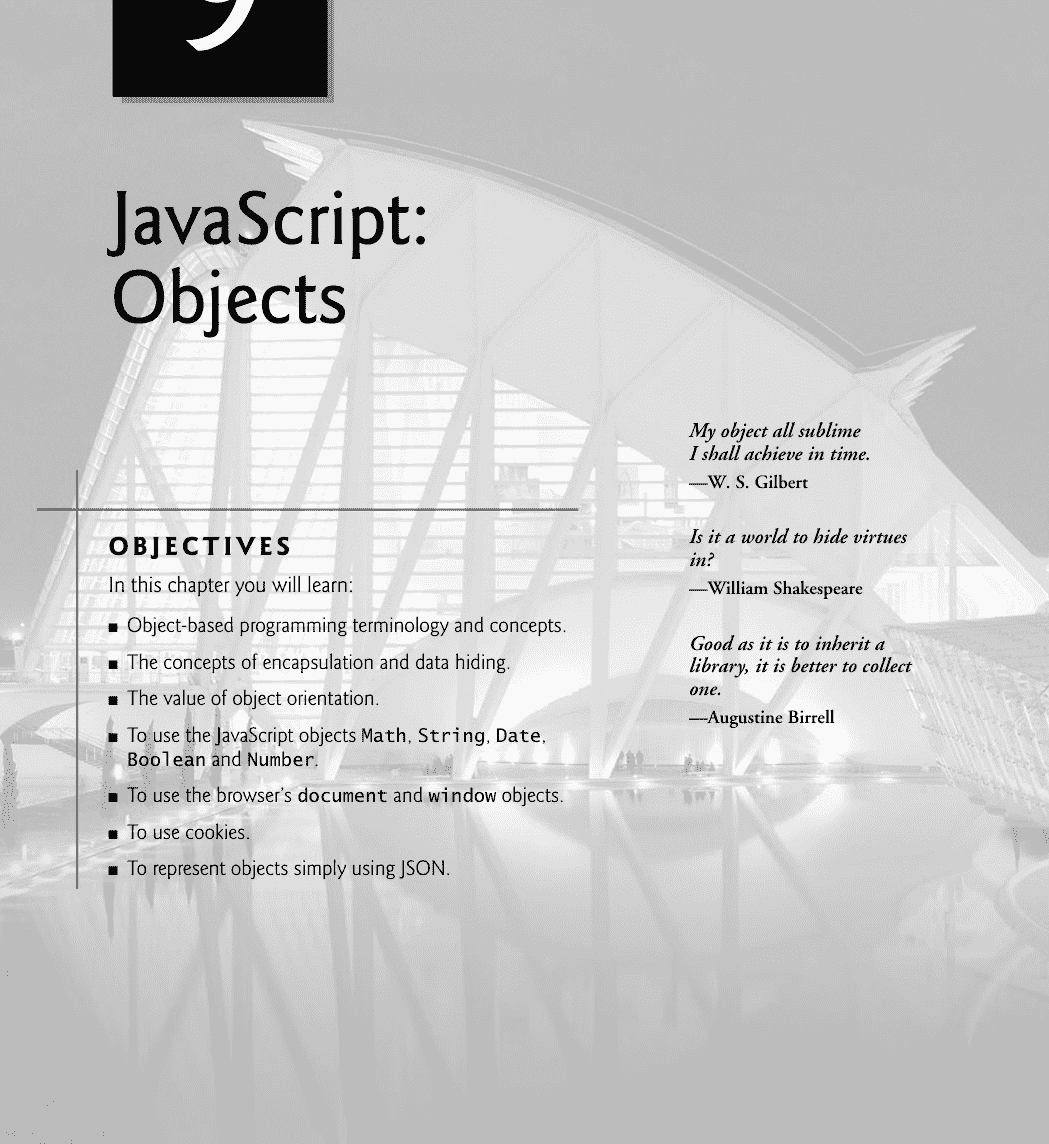 9
JavaScript:
Objects
My object all sublime
I shall achieve in time.
—W. S. Gilbert
Is it a world to hide virtues
in?
—William Shakespeare
Good as it is to inherit a
library, it is better to collect
one.
—Augustine Birrell
OBJECTIVES
In this chapter you will learn:
■ Object-based programming terminology and concepts.
■ The concepts of encapsulation and data hiding.
■ The value of object orientation.
■ To use the JavaScript objects Math, String, Date,
Boolean and Number.
■ To use the browser’s document and window objects.
■ To use cookies.
■ To represent objects simply using JSON.